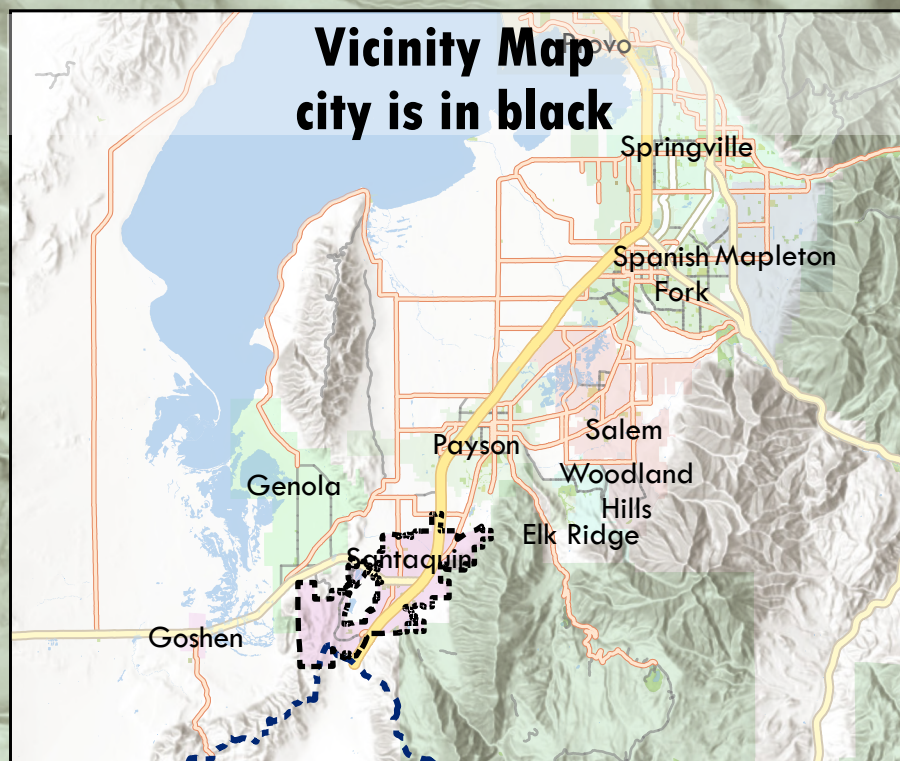 Vicinity Map
Provo
city is in black
Springville
Spanish
Fork
Mapleton
Payson
Salem
Genola
Woodland
Hills
Elk Ridge
Santaquin
Goshen